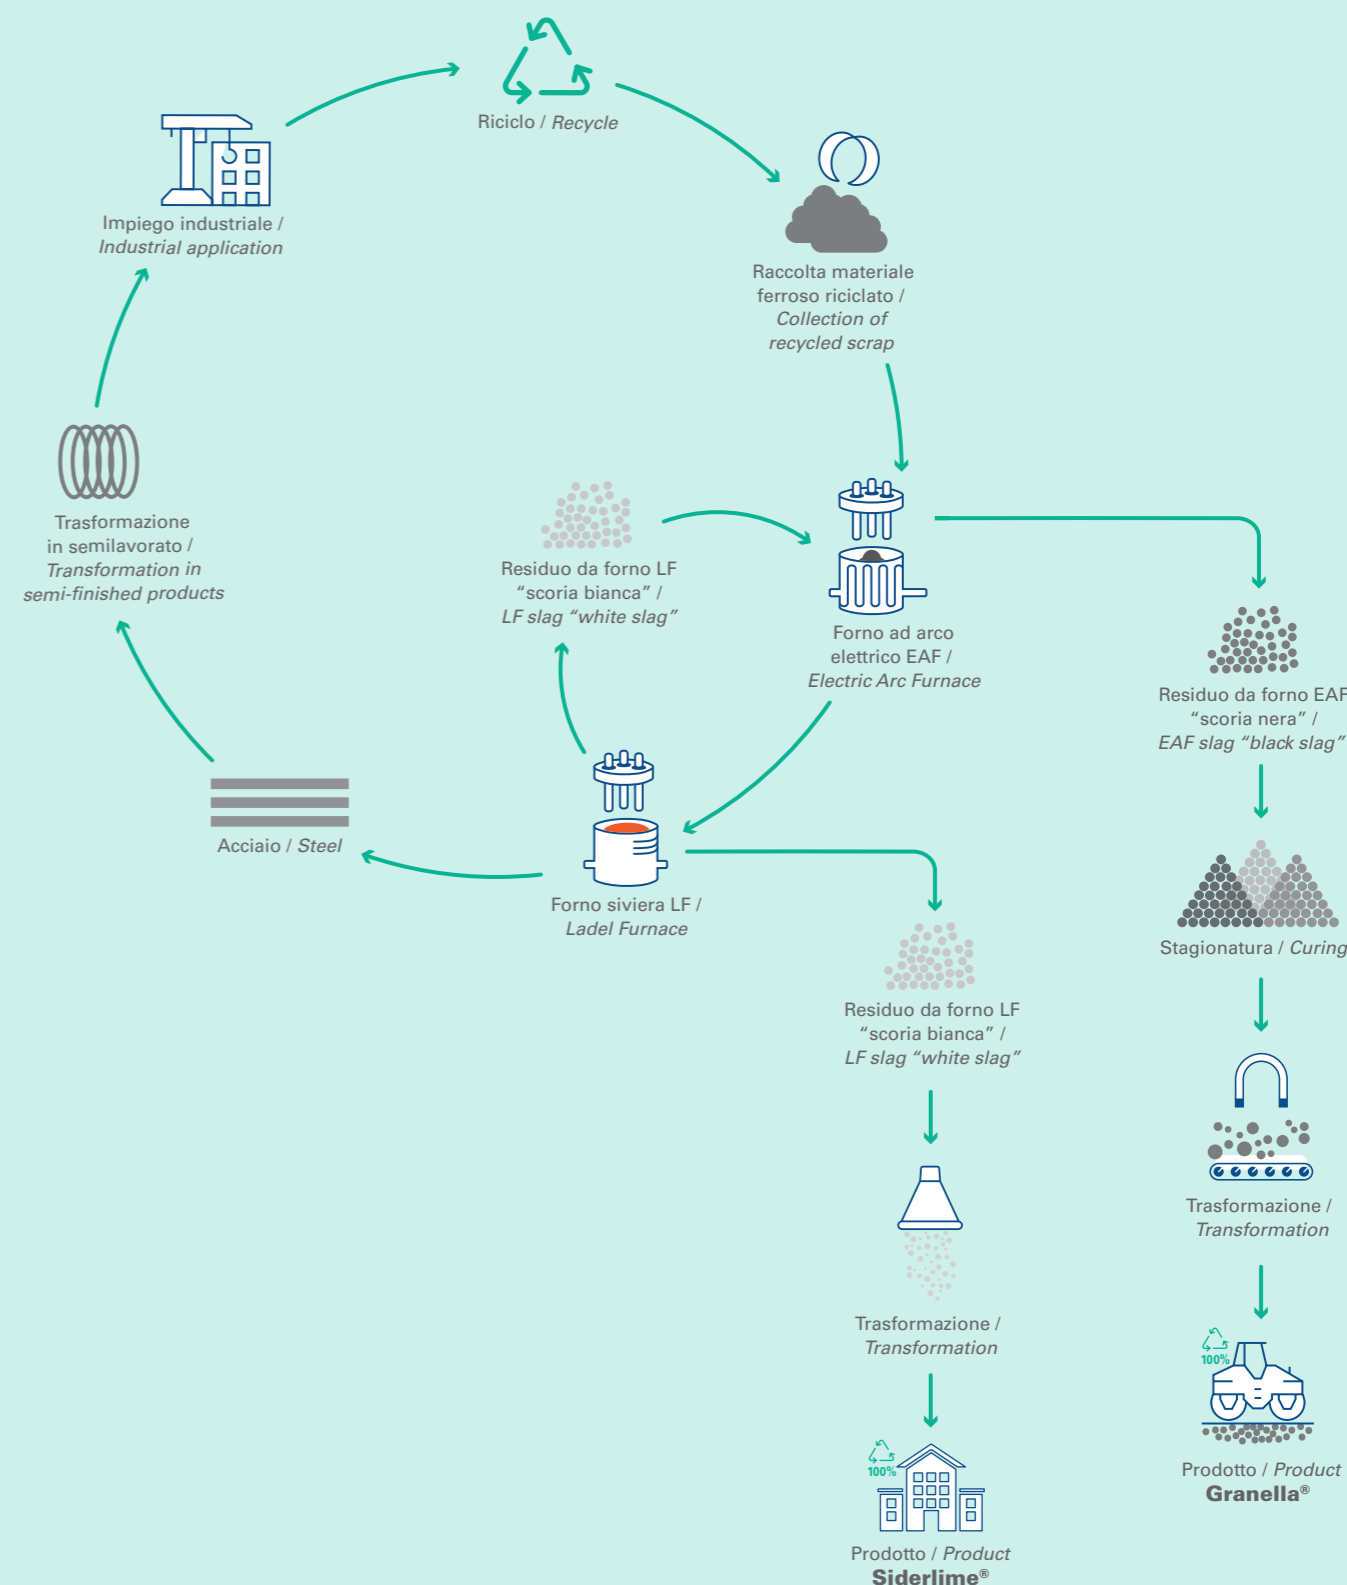 Riciclo / Recycle
Impiego industriale /
Industrial application
Raccolta materiale
ferroso riciclato /
Collection of
recycled scrap
Trasformazione
in semilavorato /
Transformation in
semi-finished products
Residuo da forno LF
“scoria bianca” /
LF slag “white slag”
Forno ad arco
elettrico EAF /
Electric Arc Furnace
Residuo da forno EAF
“scoria nera” /
EAF slag “black slag”
Acciaio / Steel
Forno siviera LF /
Ladel Furnace
Stagionatura / Curing
Residuo da forno LF
“scoria bianca” /
LF slag “white slag”
Trasformazione /
Transformation
Trasformazione /
Transformation
100%
Prodotto / Product
Granella®
100%
Prodotto / Product
Siderlime®